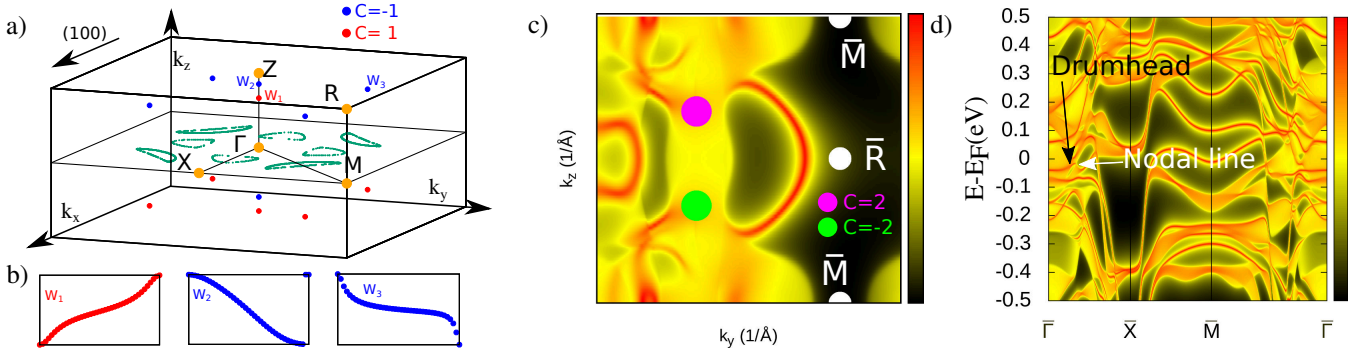 a)
(100)
C=-1
C= 1
k_z
Z
W_2
W_1
W_3
R
Γ
X
M
k_x
k_y
b)
W_1
W_2
W_3
c)
M̅
R̅
C=2
C=-2
M̅
k_z (1/Å)
k_y (1/Å)
d)
0.5
0.4
0.3
0.2
0.1
0
-0.1
-0.2
-0.3
-0.4
-0.5
E-E_F(eV)
Drumhead
Nodal line
Γ̅ X̅ M̅ Γ̅